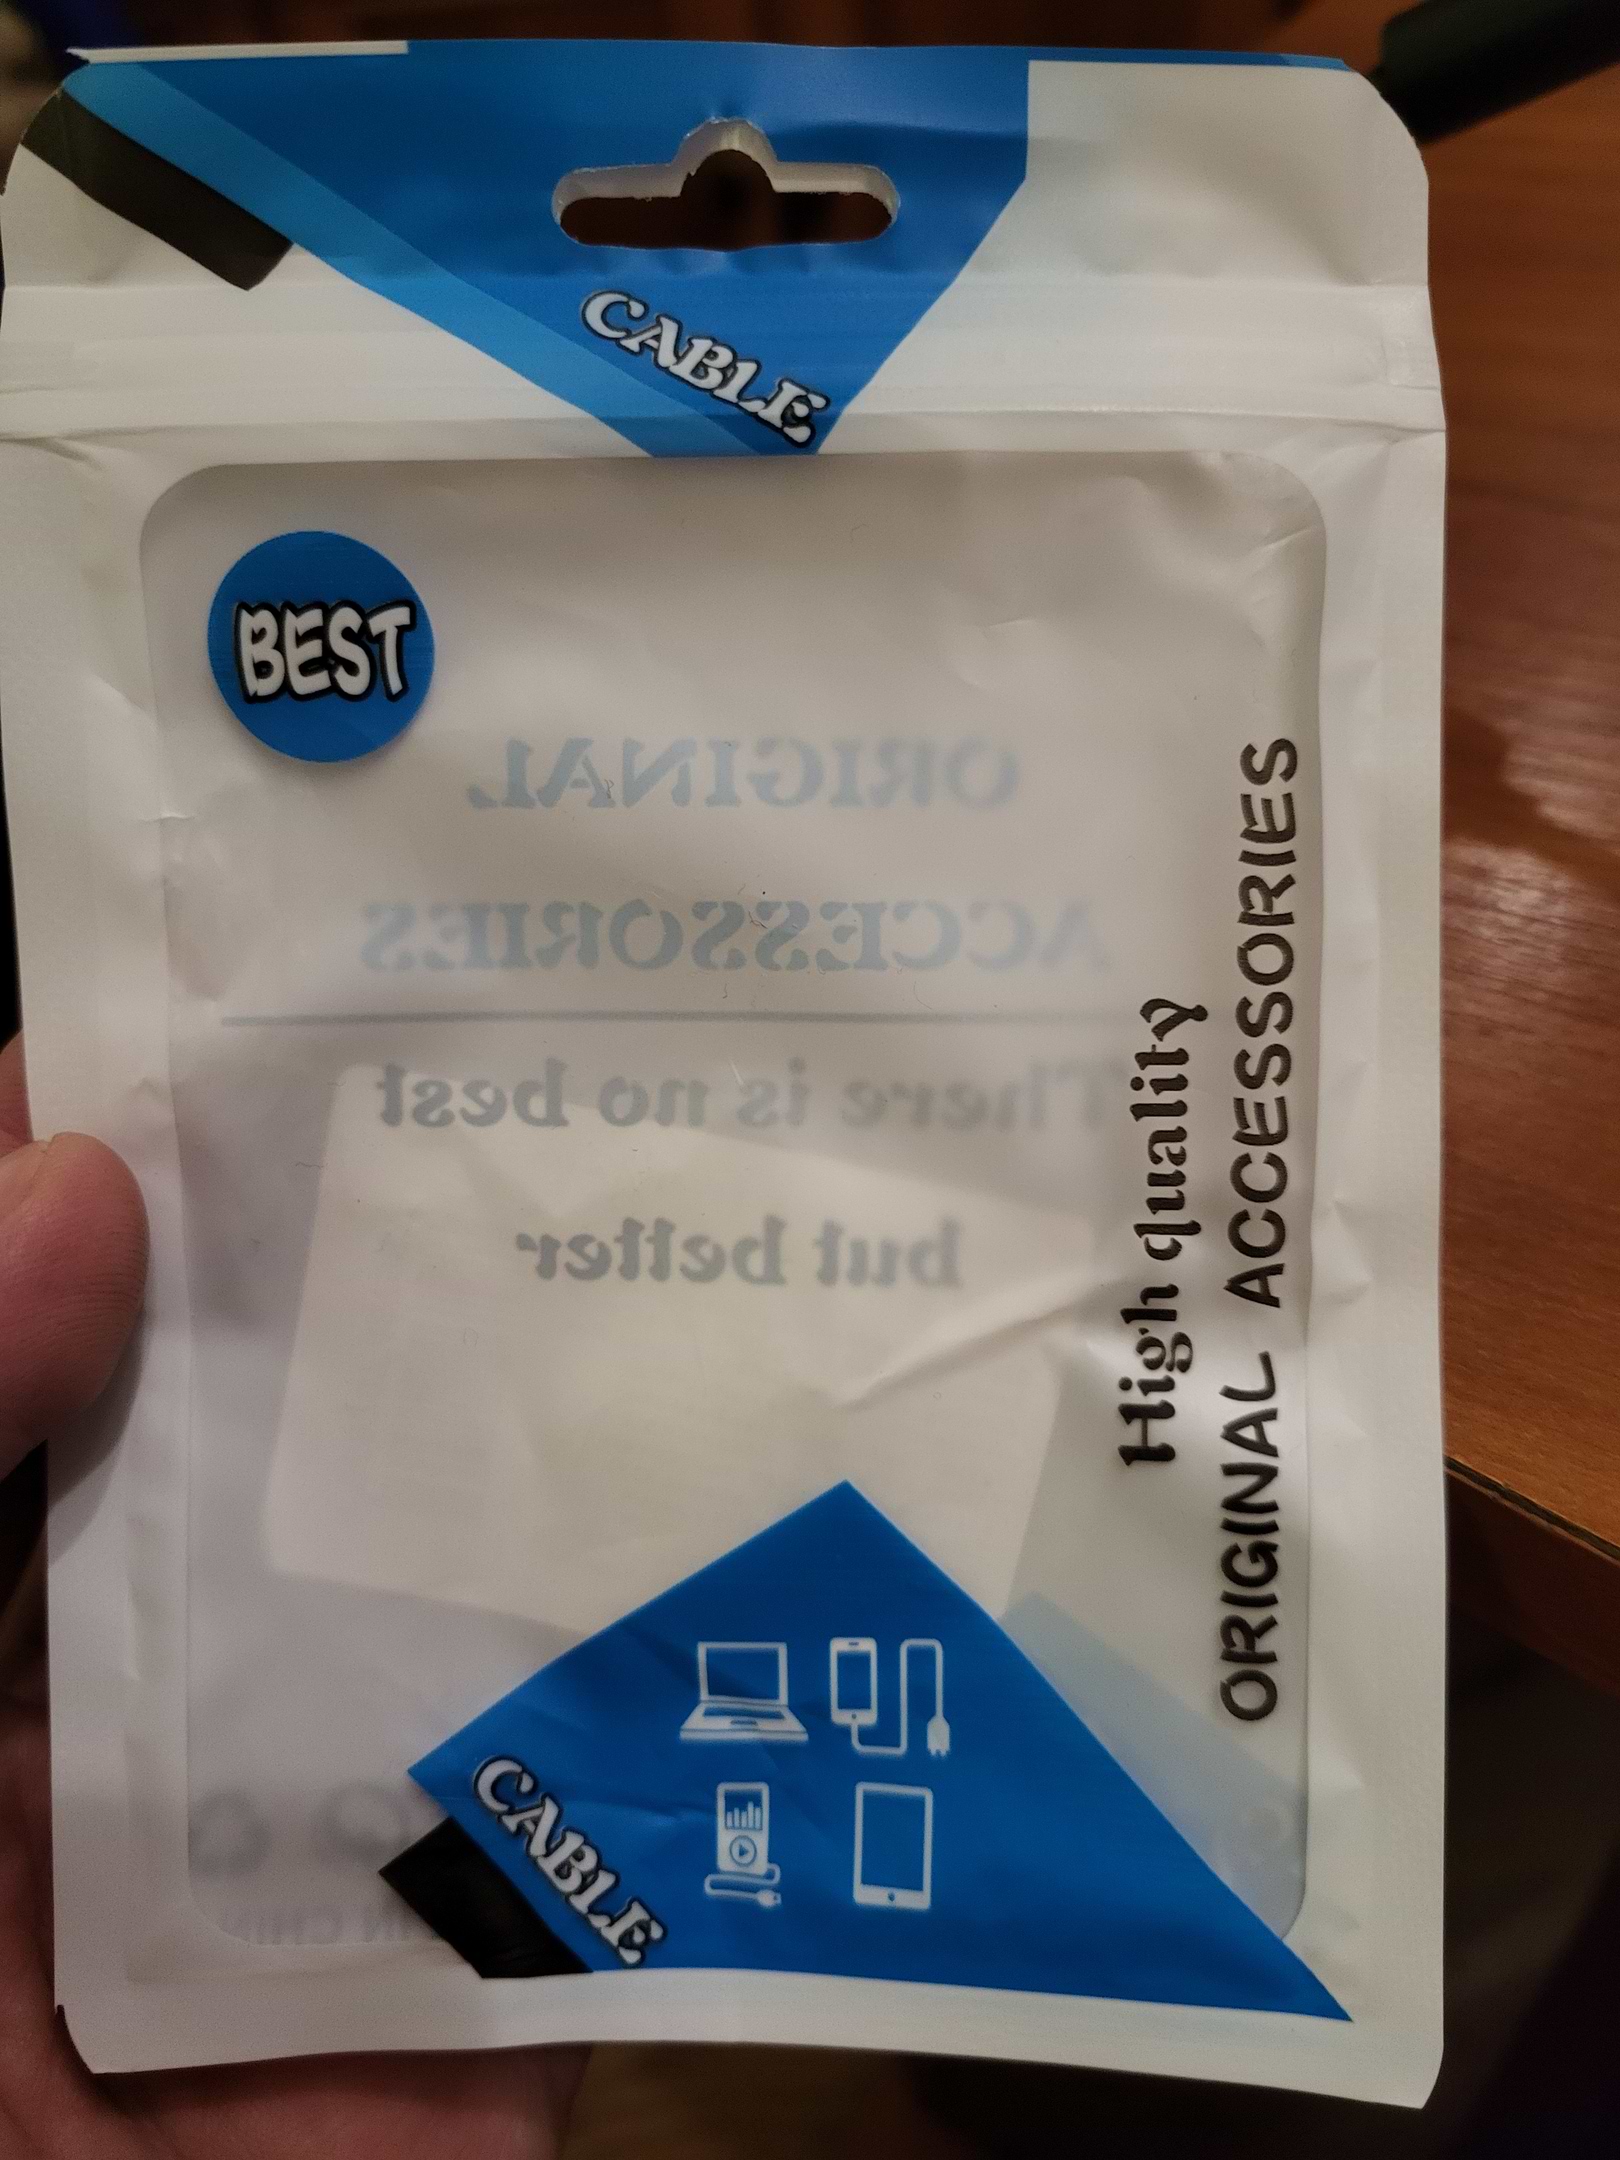 CABLE
BEST
ORIGINAL
ACCESSORIES
There is no best
but better
High quality
ORIGINAL ACCESSORIES
CABLE